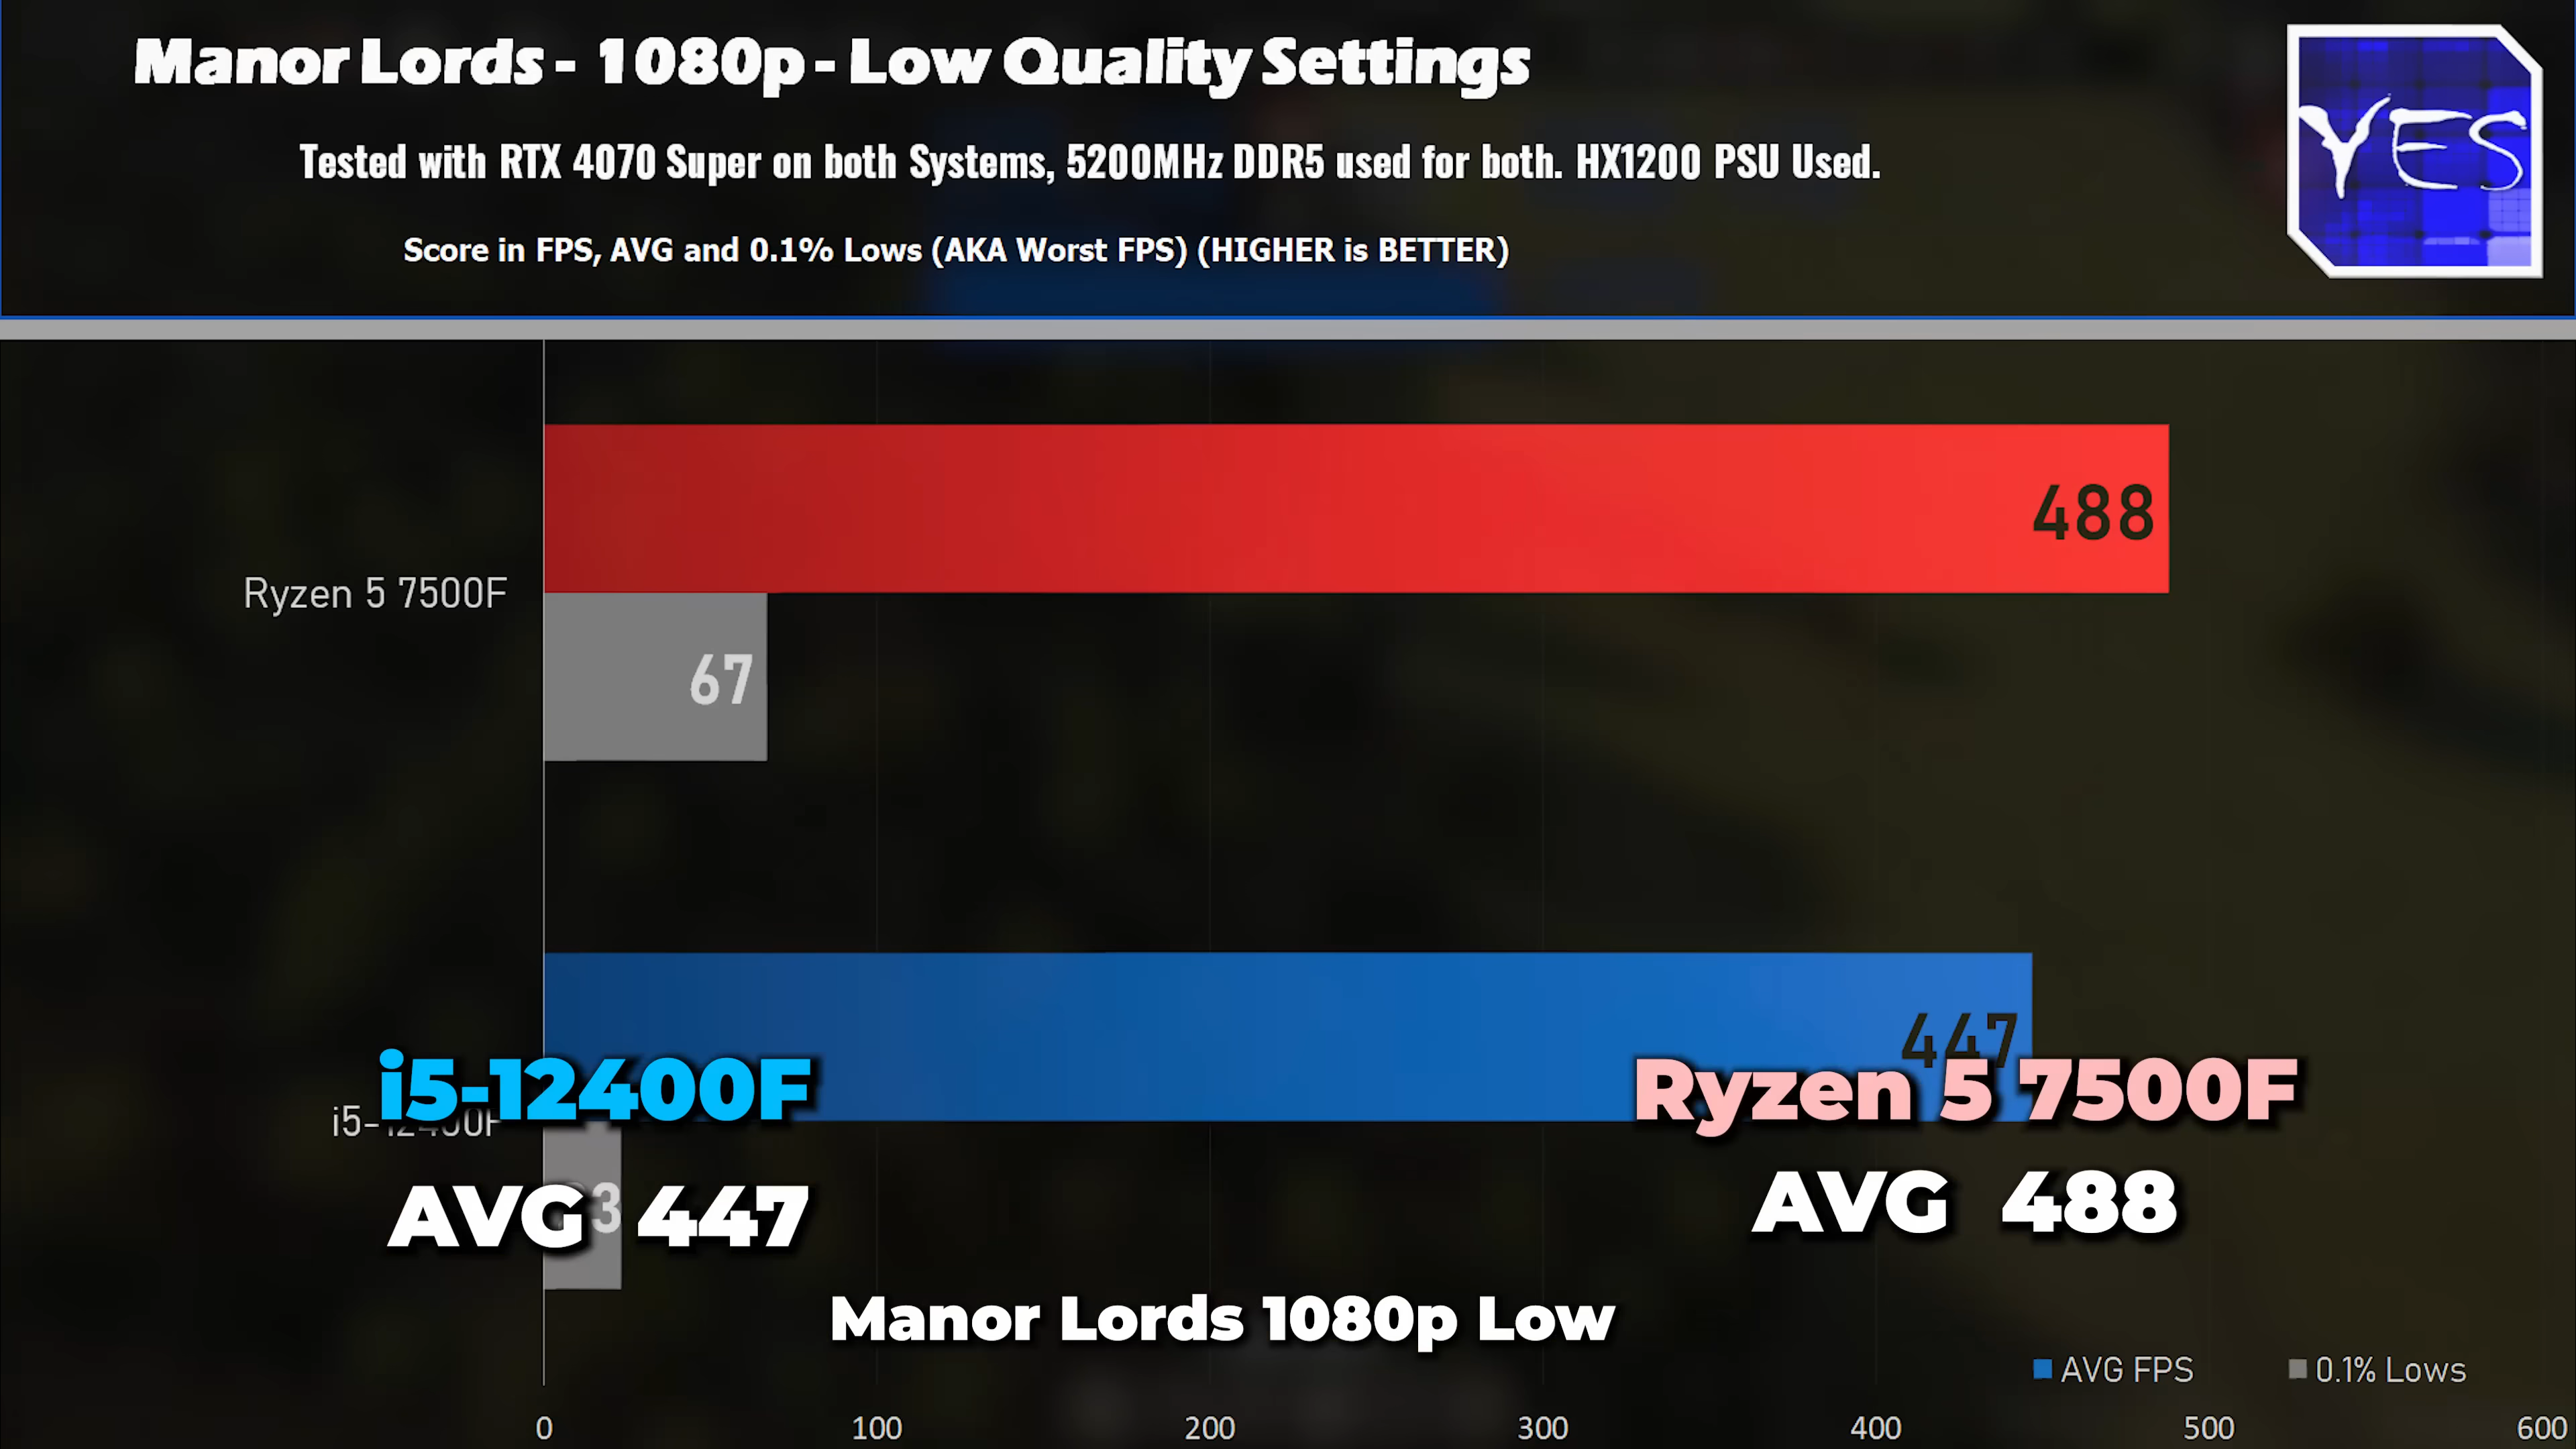 Manor Lords - 1080p - Low Quality Settings
YES
Tested with RTX 4070 Super on both Systems, 5200MHz DDR5 used for both. HX1200 PSU Used.
Score in FPS, AVG and 0.1% Lows (AKA Worst FPS) (HIGHER is BETTER)
488
Ryzen 5 7500F
67
447
i5-12400F
Ryzen 5 7500F
i5-12400F
AVG 447
AVG 488
Manor Lords 1080p Low
AVG FPS 0.1% Lows
0 100 200 300 400 500 600